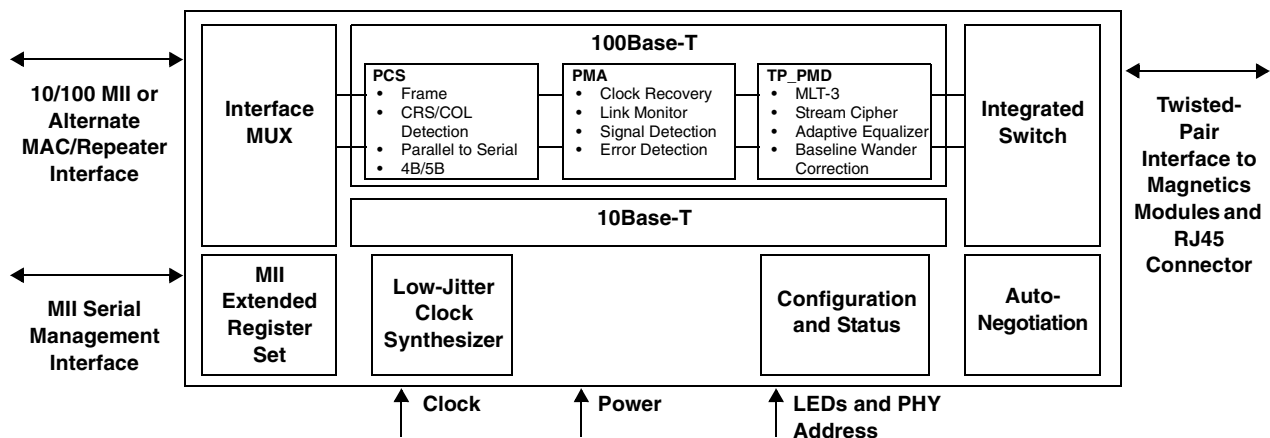 10/100 MII or
Alternate
MAC/Repeater
Interface
MII Serial
Management
Interface
Interface
MUX
100Base-T
PCS
• Frame
• CRS/COL
Detection
• Parallel to Serial
• 4B/5B
PMA
• Clock Recovery
• Link Monitor
• Signal Detection
• Error Detection
TP_PMD
• MLT-3
• Stream Cipher
• Adaptive Equalizer
• Baseline Wander
Correction
10Base-T
Integrated
Switch
MII
Extended
Register
Set
Low-Jitter
Clock
Synthesizer
Configuration
and Status
Auto-
Negotiation
Twisted-
Pair
Interface to
Magnetics
Modules and
RJ45
Connector
Clock
Power
LEDs and PHY
Address